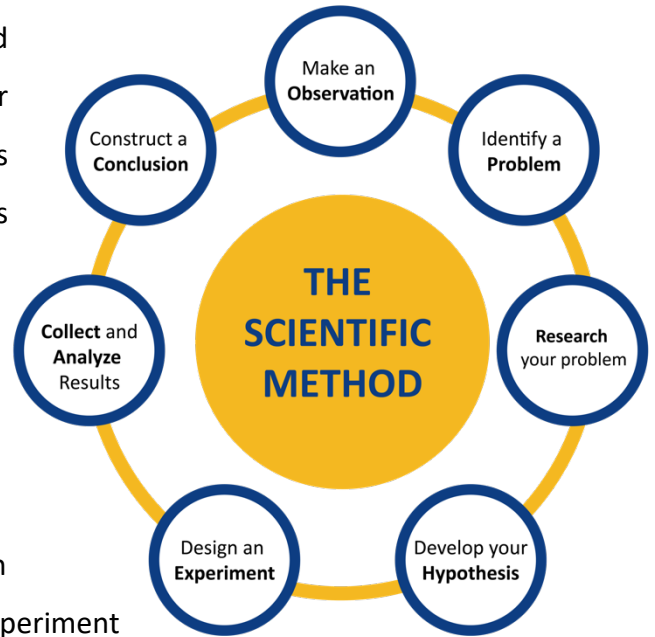 Make an
Observation
Identify a
Problem
Research
your problem
Develop your
Hypothesis
Design an
Experiment
Collect and
Analyze
Results
Construct a
Conclusion
THE
SCIENTIFIC
METHOD